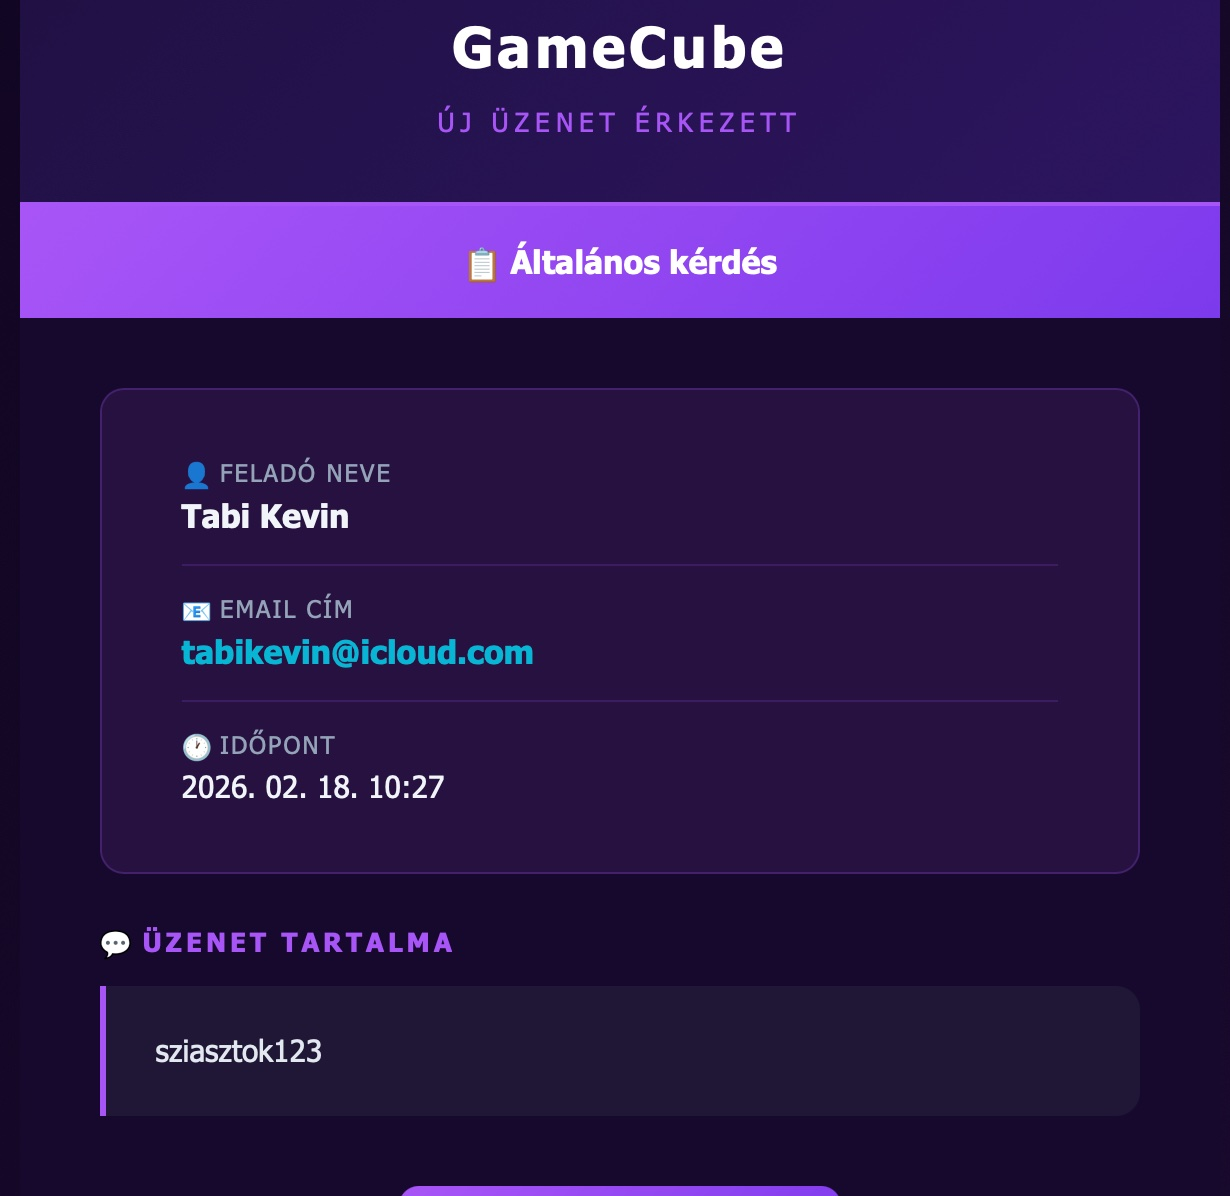 GameCube
ÚJ ÜZENET ÉRKEZETT
Általános kérdés
FELADÓ NEVE
Tabi Kevin
EMAIL CÍM
tabikevin@icloud.com
IDŐPONT
2026. 02. 18. 10:27
ÜZENET TARTALMA
sziasztok123